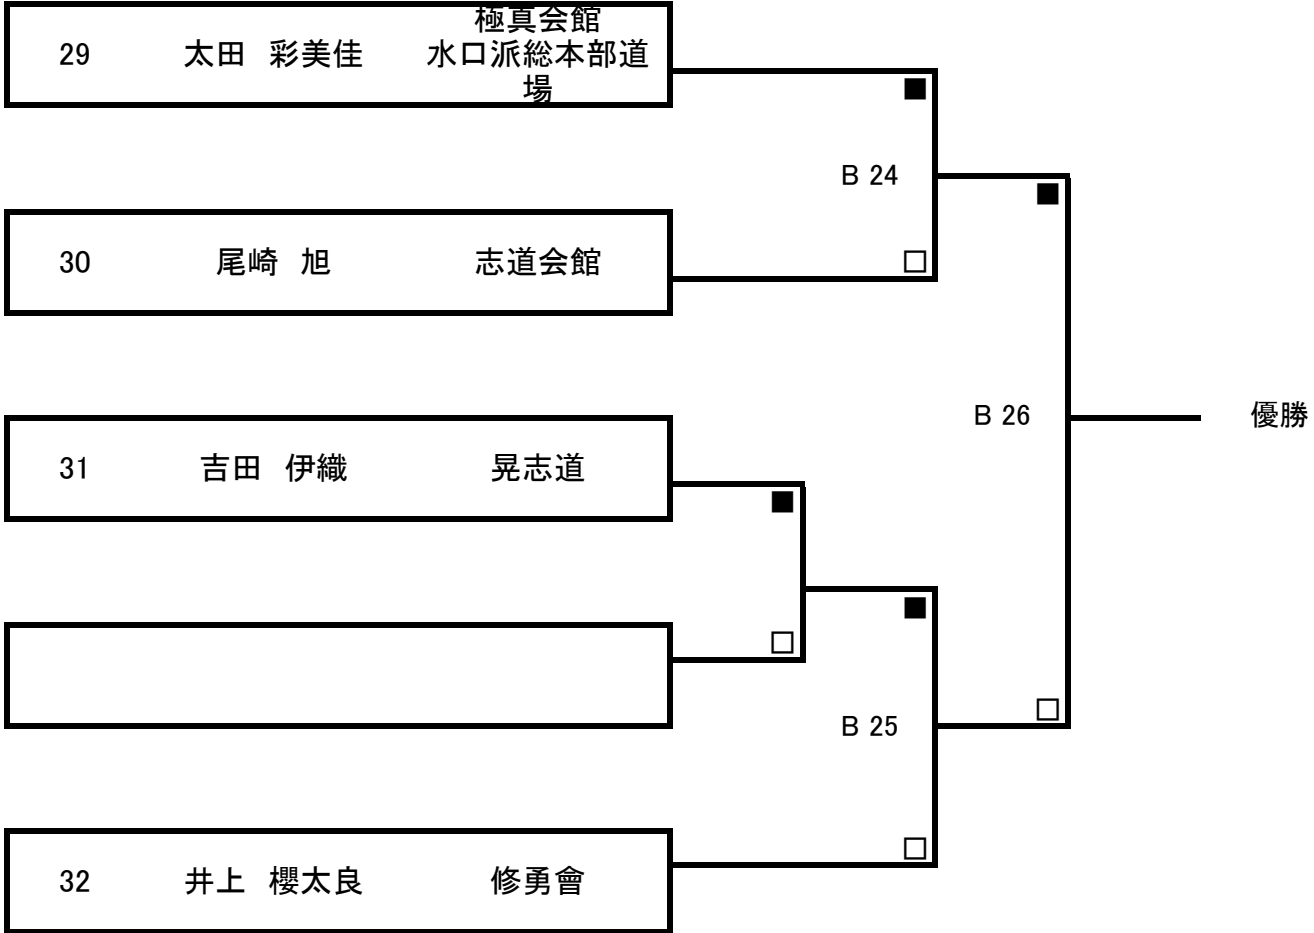 極真会館
29 太田 彩美佳 水口派総本部道
場
■
B 24
■
30 尾崎 旭 志道会館
□
B 26
優勝
31 吉田 伊織 晃志道
■
■
□
□
B 25
□
32 井上 櫻太良 修勇會